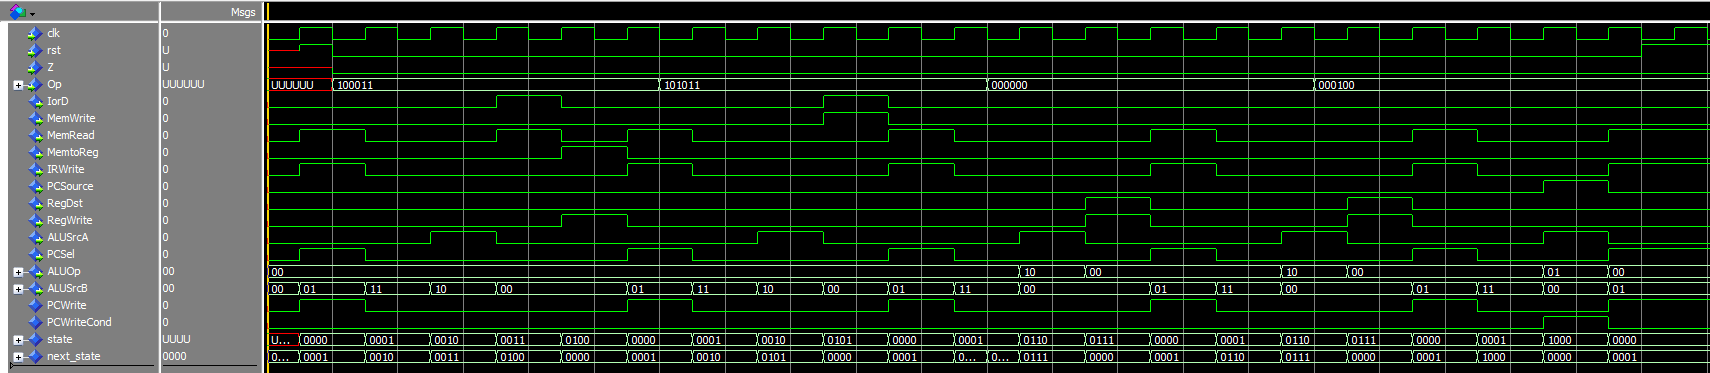 Msgs
clk 0
rst U
Z U
Op UUUUUU UUUUUU 100011 101011 000000 000100
IorD 0
MemWrite 0
MemRead 0
MemtoReg 0
IRWrite 0
PCSource 0
RegDst 0
RegWrite 0
ALUSrcA 0
PCSel 0
ALUOp 00 00 10 00 10 00 01 00
ALUSrcB 00 00 01 11 10 00 01 11 10 00 01 11 00 01 11 00 01 11 00 01
PCWrite 0
PCWriteCond 0
state UUUU U... 0000 0001 0010 0011 0100 0000 0001 0010 0101 0000 0001 0110 0111 0000 0001 0110 0111 0000 0001 1000 0000
next_state 0000 0... 0001 0010 0011 0100 0000 0001 0010 0101 0000 0001 0... 0... 0111 0000 0001 0110 0111 0000 0001 1000 0000 0001